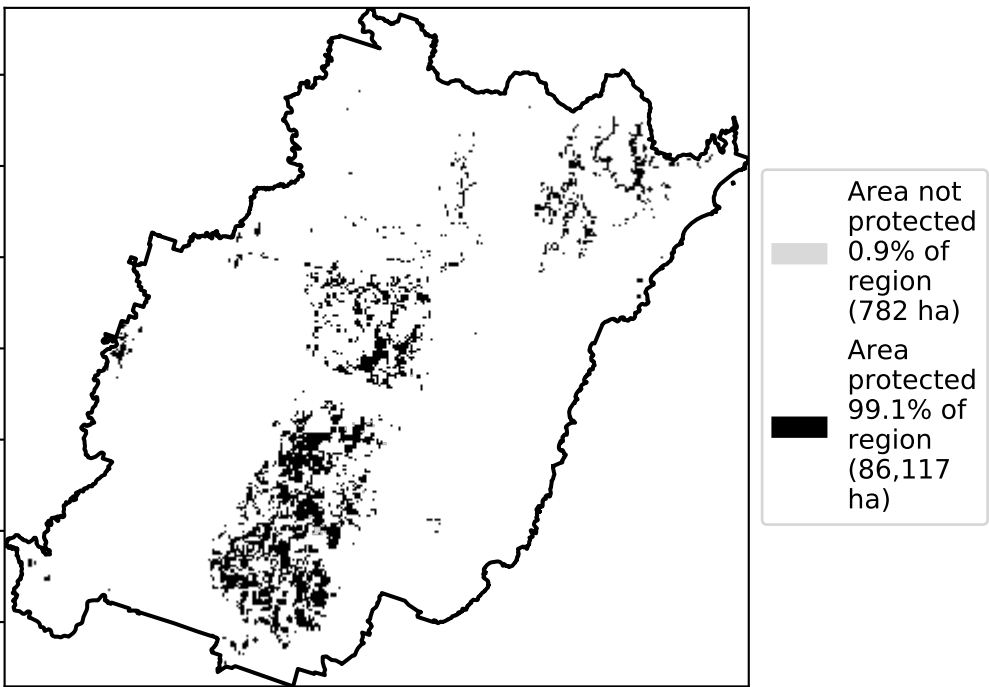 Area not
protected
0.9% of
region
(782 ha)
Area
protected
99.1% of
region
(86,117
ha)